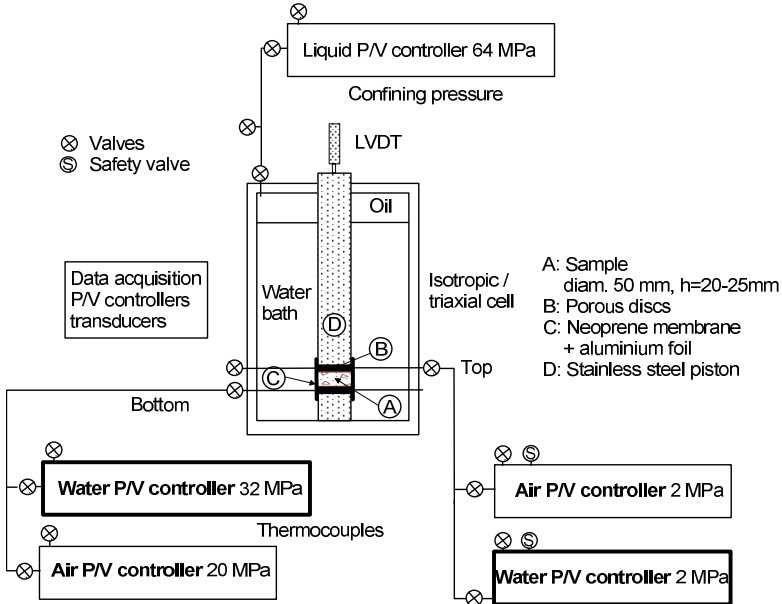 Liquid P/V controller 64 MPa
Confining pressure
LVDT
Valves
S Safety valve
Oil
Data acquisition
P/V controllers
transducers
Water
bath
Isotropic /
triaxial cell
A: Sample
diam. 50 mm, h=20-25mm
B: Porous discs
C: Neoprene membrane
+ aluminium foil
D: Stainless steel piston
D
B
C
A
Top
Bottom
Water P/V controller 32 MPa
Thermocouples
Air P/V controller 20 MPa
S
Air P/V controller 2 MPa
S
Water P/V controller 2 MPa